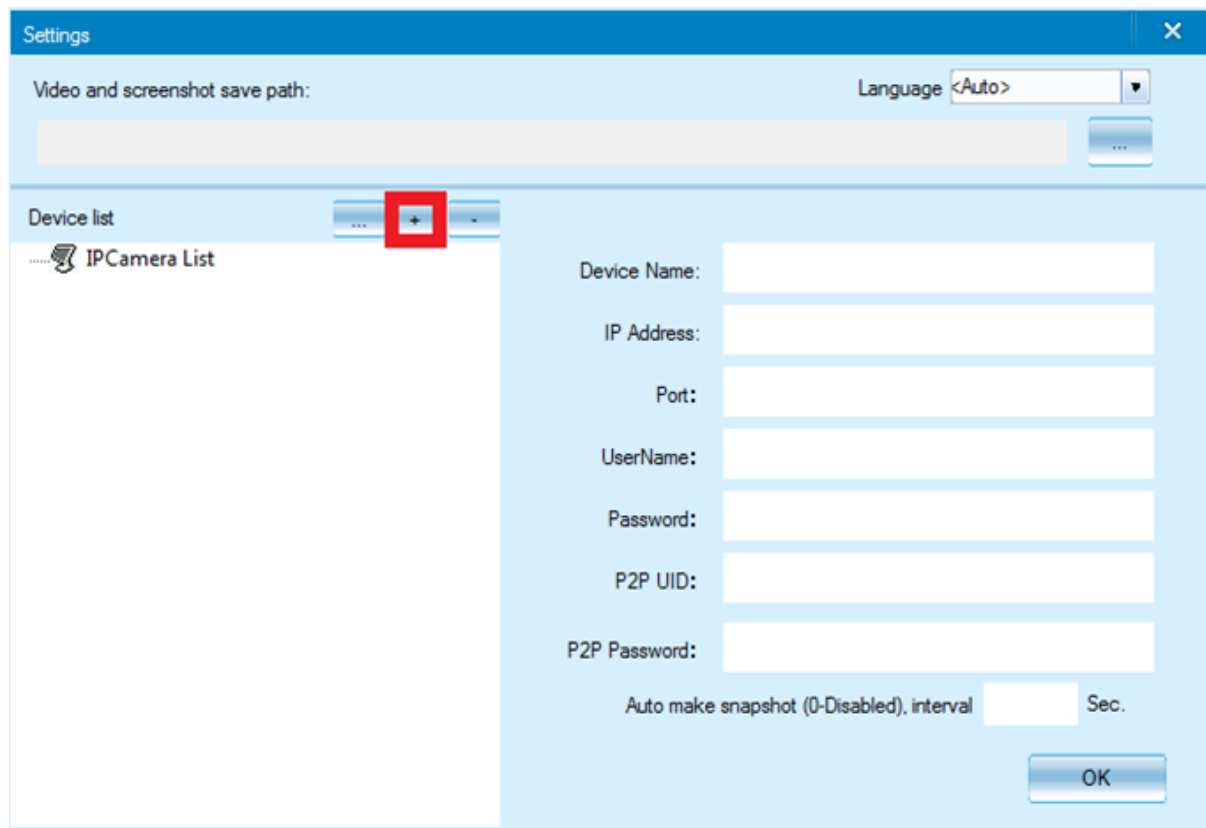 Settings
Video and screenshot save path:
Language <Auto>
...
Device list ... + -
IPCamera List
Device Name:
IP Address:
Port:
UserName:
Password:
P2P UID:
P2P Password:
Auto make snapshot (0-Disabled), interval Sec.
OK